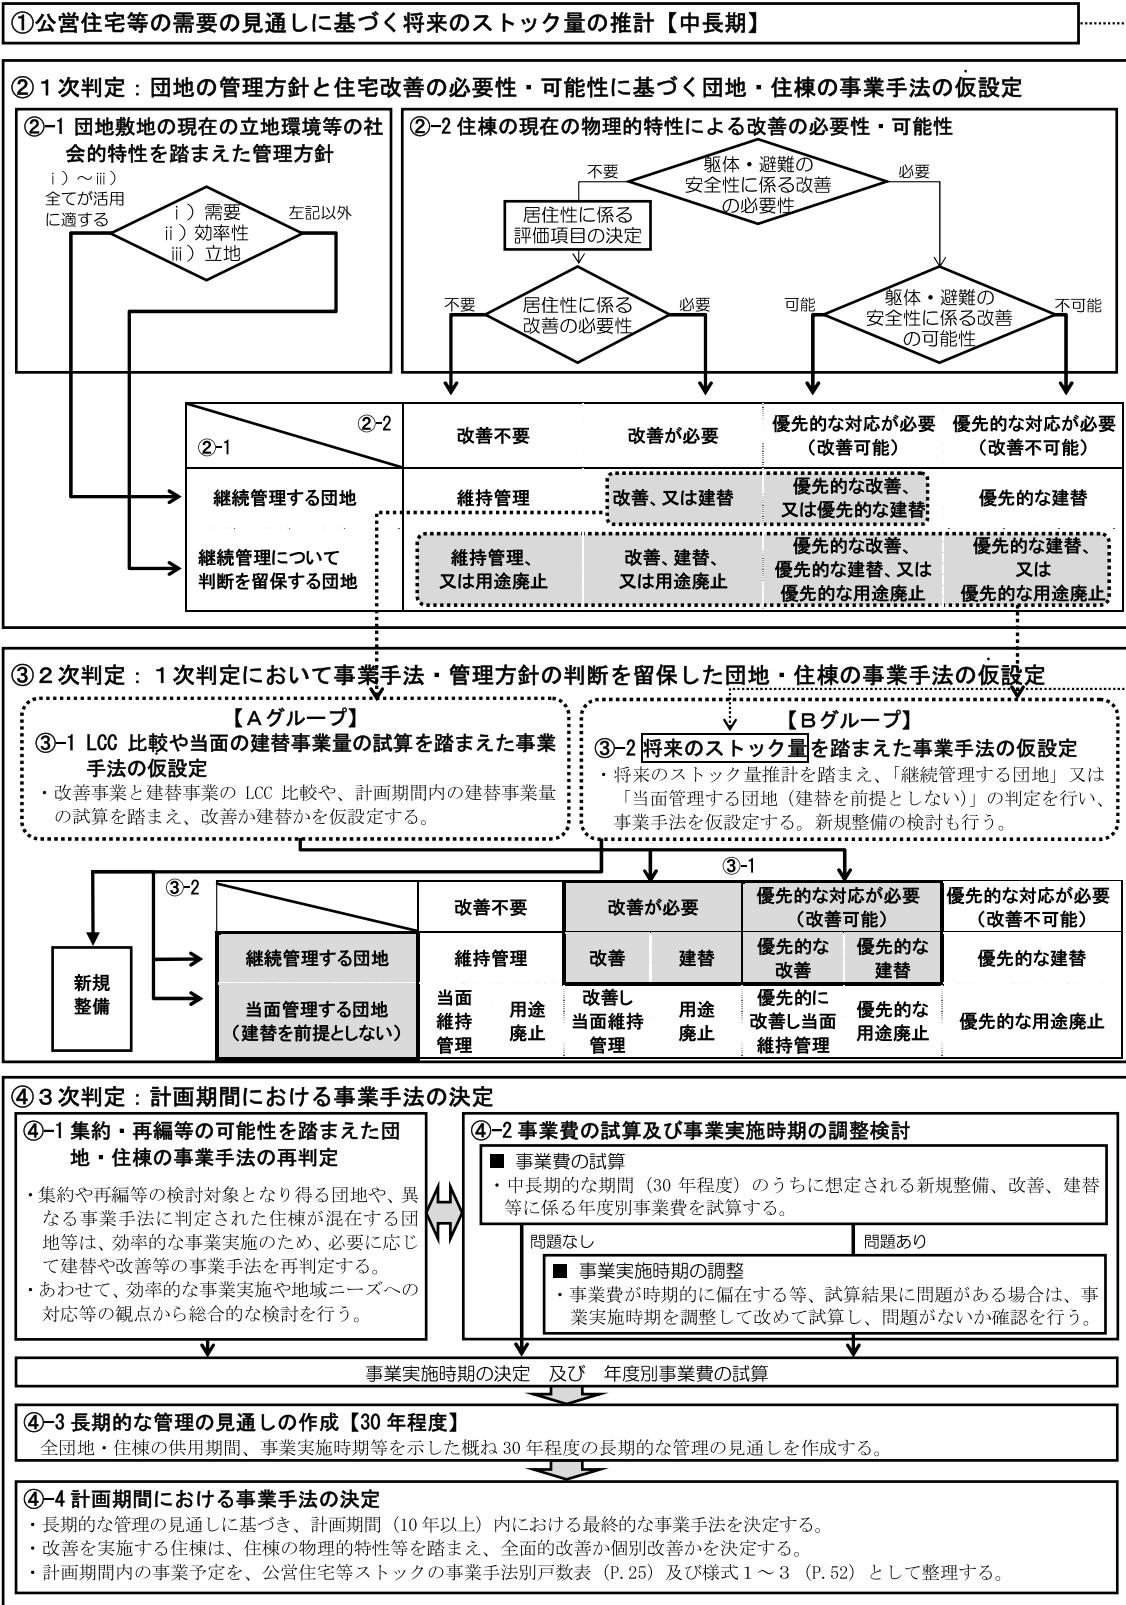 ①公営住宅等の需要の見通しに基づく将来のストック量の推計【中長期】
②１次判定：団地の管理方針と住宅改善の必要性・可能性に基づく団地・住棟の事業手法の仮設定
②-1 団地敷地の現在の立地環境等の社
会的特性を踏まえた管理方針
ⅰ）～ⅲ）
全てが活用
に適する
ⅰ）需要
ⅱ）効率性
ⅲ）立地
左記以外
②-2 住棟の現在の物理的特性による改善の必要性・可能性
不要
躯体・避難の
安全性に係る改善
の必要性
必要
居住性に係る
評価項目の決定
不要
居住性に係る
改善の必要性
必要
可能
躯体・避難の
安全性に係る改善
の可能性
不可能
②-2
②-1
改善不要
改善が必要
優先的な対応が必要
（改善可能）
優先的な対応が必要
（改善不可能）
継続管理する団地
維持管理
改善、又は建替
優先的な改善、
又は優先的な建替
優先的な建替
継続管理について
判断を留保する団地
維持管理、
又は用途廃止
改善、建替、
又は用途廃止
優先的な改善、
優先的な建替、又は
優先的な用途廃止
優先的な建替、
又は
優先的な用途廃止
③２次判定：１次判定において事業手法・管理方針の判断を留保した団地・住棟の事業手法の仮設定
【Ａグループ】
③-1 LCC 比較や当面の建替事業量の試算を踏まえた事業
手法の仮設定
・改善事業と建替事業の LCC 比較や、計画期間内の建替事業量
の試算を踏まえ、改善か建替かを仮設定する。
【Ｂグループ】
③-2 将来のストック量を踏まえた事業手法の仮設定
・将来のストック量推計を踏まえ、「継続管理する団地」又は
「当面管理する団地（建替を前提としない）」の判定を行い、
事業手法を仮設定する。新規整備の検討も行う。
③-1
③-2
改善不要
改善が必要
優先的な対応が必要
（改善可能）
優先的な対応が必要
（改善不可能）
新規
整備
継続管理する団地
維持管理
改善
建替
優先的な
改善
優先的な
建替
優先的な建替
当面管理する団地
（建替を前提としない）
当面
維持
管理
用途
廃止
改善し
当面維持
管理
用途
廃止
優先的に
改善し当面
維持管理
優先的な
用途廃止
優先的な用途廃止
④３次判定：計画期間における事業手法の決定
④-1 集約・再編等の可能性を踏まえた団
地・住棟の事業手法の再判定
・集約や再編等の検討対象となり得る団地や、異
なる事業手法に判定された住棟が混在する団
地等は、効率的な事業実施のため、必要に応じ
て建替や改善等の事業手法を再判定する。
・あわせて、効率的な事業実施や地域ニーズへの
対応等の観点から総合的な検討を行う。
④-2 事業費の試算及び事業実施時期の調整検討
■ 事業費の試算
・中長期的な期間（30 年程度）のうちに想定される新規整備、改善、建替
等に係る年度別事業費を試算する。
問題なし
問題あり
■ 事業実施時期の調整
・事業費が時期的に偏在する等、試算結果に問題がある場合は、事
業実施時期を調整して改めて試算し、問題がないか確認を行う。
事業実施時期の決定　及び　年度別事業費の試算
④-3 長期的な管理の見通しの作成【30 年程度】
全団地・住棟の供用期間、事業実施時期等を示した概ね 30 年程度の長期的な管理の見通しを作成する。
④-4 計画期間における事業手法の決定
・長期的な管理の見通しに基づき、計画期間（10 年以上）内における最終的な事業手法を決定する。
・改善を実施する住棟は、住棟の物理的特性等を踏まえ、全面的改善か個別改善かを決定する。
・計画期間内の事業予定を、公営住宅等ストックの事業手法別戸数表（P.25）及び様式１～３（P.52）として整理する。